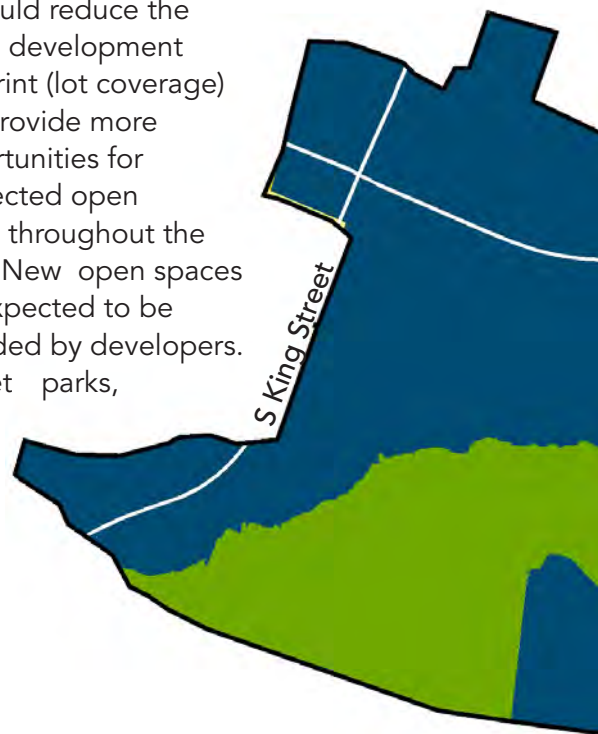 uld reduce the
development
rint (lot coverage)
rovide more
rtunities for
ected open
throughout the
New open spaces
xpected to be
ded by developers.
et parks,
S King Street